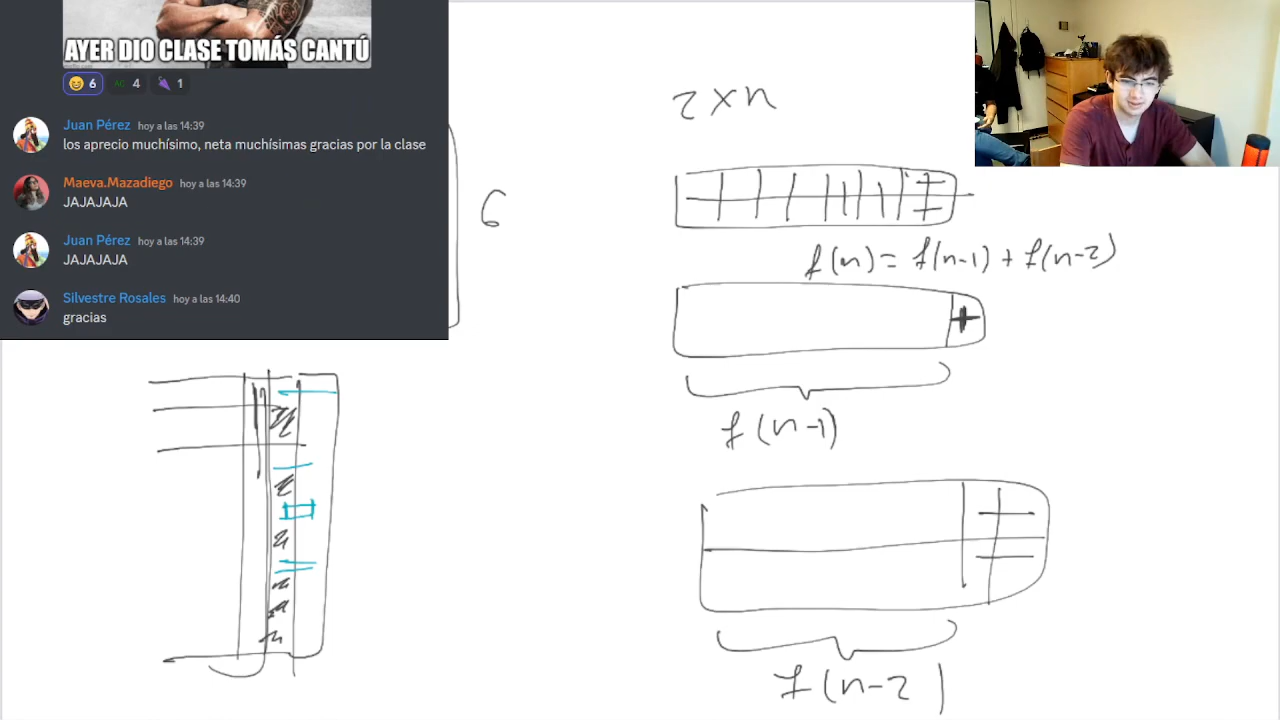 AYER DIO CLASE TOMÁS CANTÚ
6 4 1
Juan Pérez hoy a las 14:39
los aprecio muchísimo, neta muchísimas gracias por la clase
Maeva.Mazadiego hoy a las 14:39
JAJAJAJA
Juan Pérez hoy a las 14:39
JAJAJAJA
Silvestre Rosales hoy a las 14:40
gracias
6
2 x n
f(n) = f(n-1) + f(n-2)
f(n-1)
f(n-2)